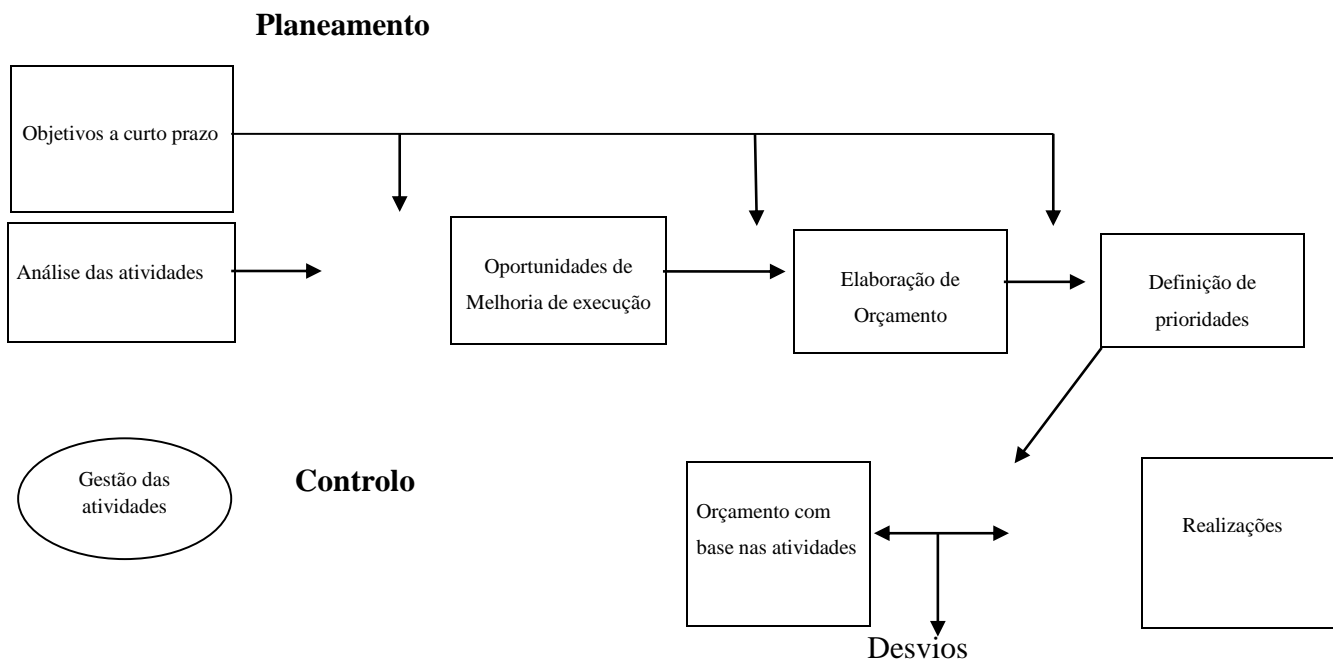 Planeamento
Objetivos a curto prazo
Análise das atividades
Oportunidades de
Melhoria de execução
Elaboração de
Orçamento
Definição de
prioridades
Gestão das
atividades
Controlo
Orçamento com
base nas atividades
Realizações
Desvios